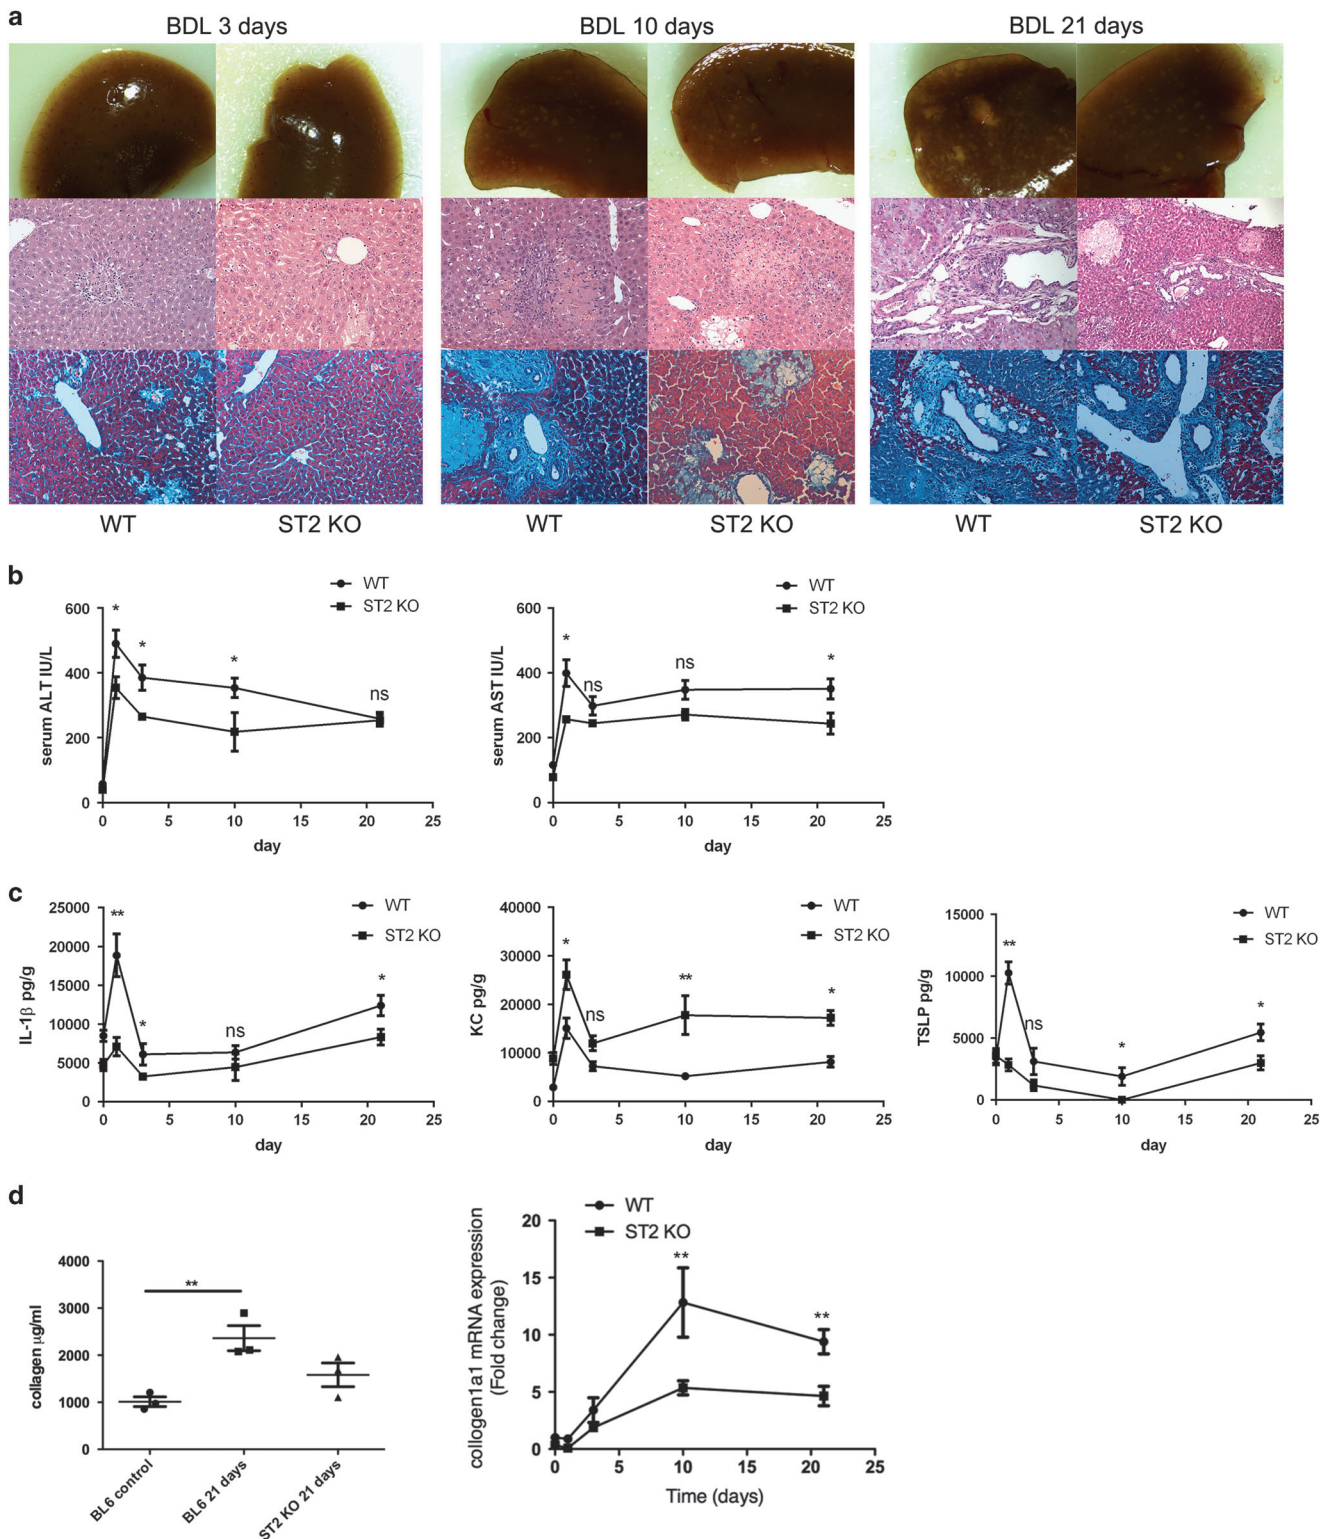 a
BDL 3 days
BDL 10 days
BDL 21 days
WT
ST2 KO
WT
ST2 KO
WT
ST2 KO
b
WT
ST2 KO
600
400
200
0
serum ALT IU/L
*
*
*
ns
0 5 10 15 20 25
day
WT
ST2 KO
600
400
200
0
serum AST IU/L
*
ns
ns
*
0 5 10 15 20 25
day
c
WT
ST2 KO
25000
20000
15000
10000
5000
0
IL-1β pg/g
**
*
ns
*
0 5 10 15 20 25
day
WT
ST2 KO
40000
30000
20000
10000
0
KC pg/g
*
ns
**
*
0 5 10 15 20 25
day
WT
ST2 KO
15000
10000
5000
0
TSLP pg/g
**
ns
*
*
0 5 10 15 20 25
day
d
4000
3000
2000
1000
0
collagen μg/ml
**
BL6 control
BL6 21 days
ST2 KO 21 days
WT
ST2 KO
20
15
10
5
0
collogen1a1 mRNA expression
(Fold change)
**
**
0 5 10 15 20 25
Time (days)